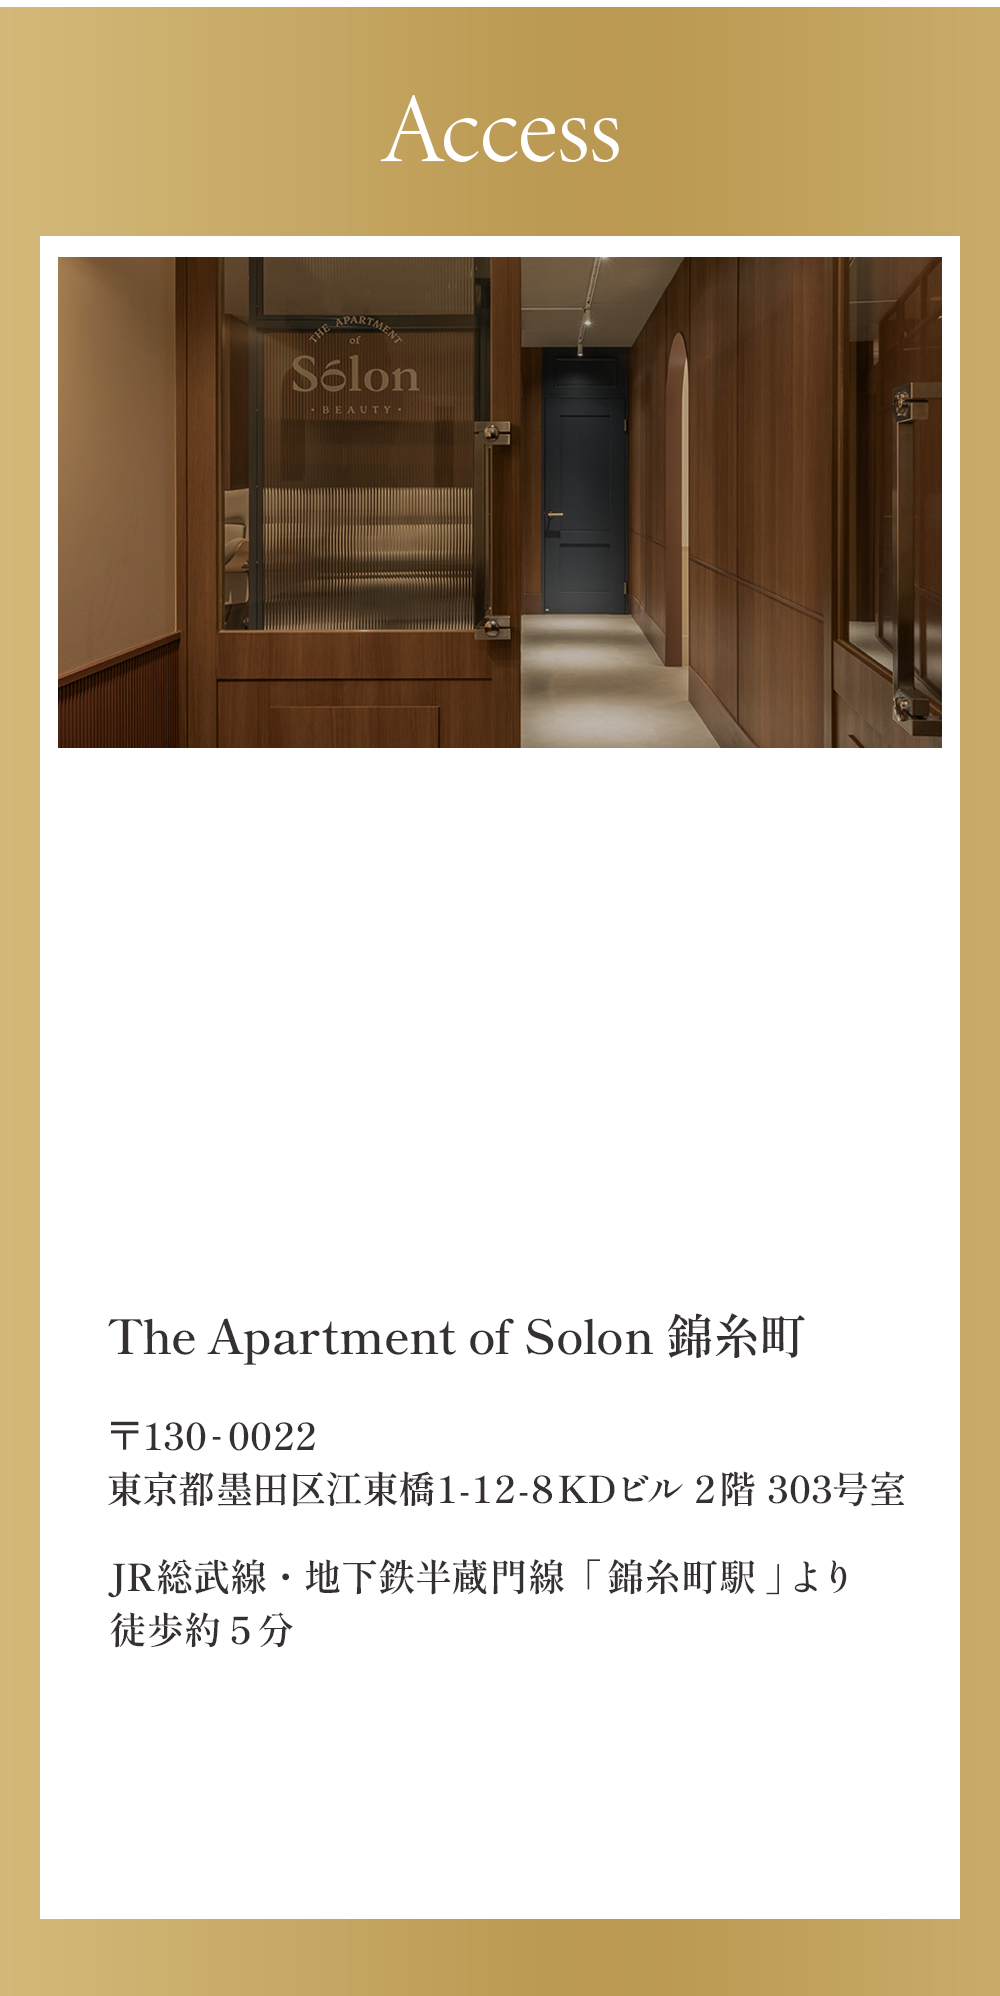 Access
THE APARTMENT
of
Solon
・BEAUTY・
The Apartment of Solon 錦糸町
〒130-0022
東京都墨田区江東橋1-12-8KDビル 2階 303号室
JR総武線・地下鉄半蔵門線「錦糸町駅」より
徒歩約5分